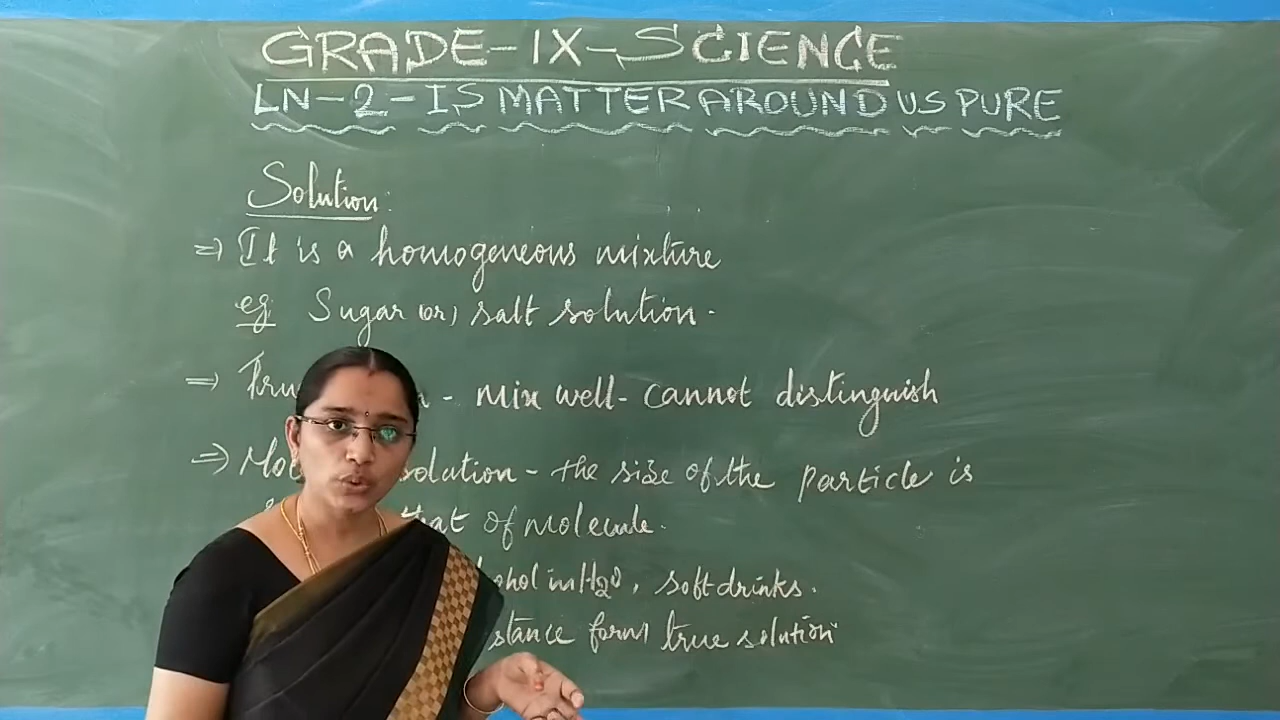 GRADE-IX-SCIENCE
LN-2-IS MATTER AROUND US PURE
Solution:
⇒ It is a homogeneous mixture
eg Sugar (or) salt solution.
⇒ - mix well - cannot distinguish
⇒ solution - the size of the particle is
that of molecule.
in H2O, soft drinks.
form true solution